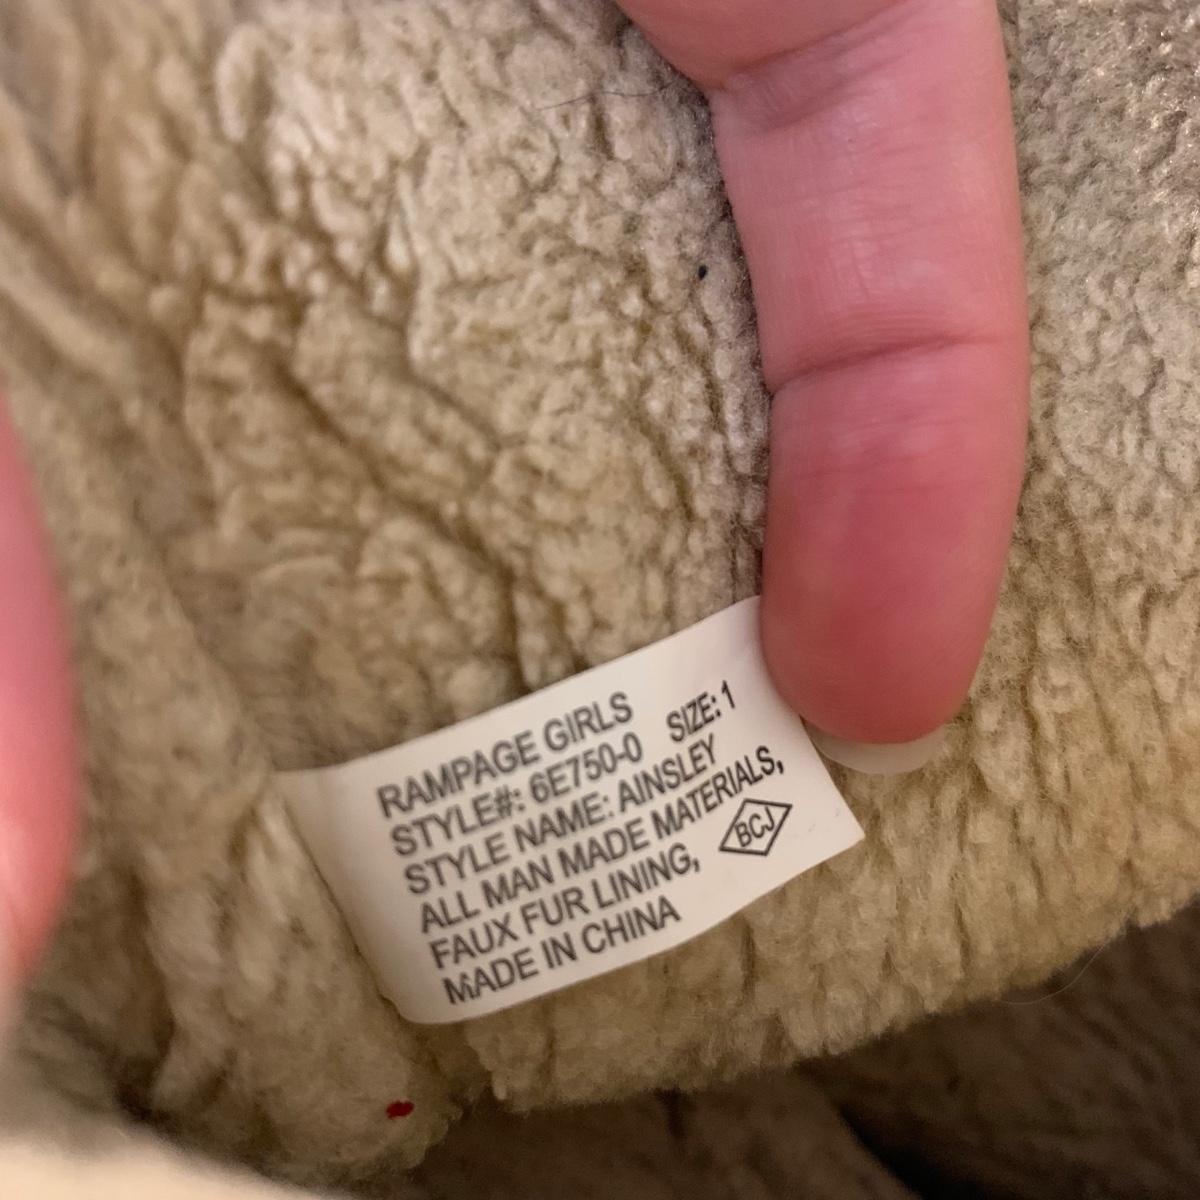 RAMPAGE GIRLS
STYLE#: 6E750-0 SIZE: 1
STYLE NAME: AINSLEY
ALL MAN MADE MATERIALS,
FAUX FUR LINING,
MADE IN CHINA
BCJ